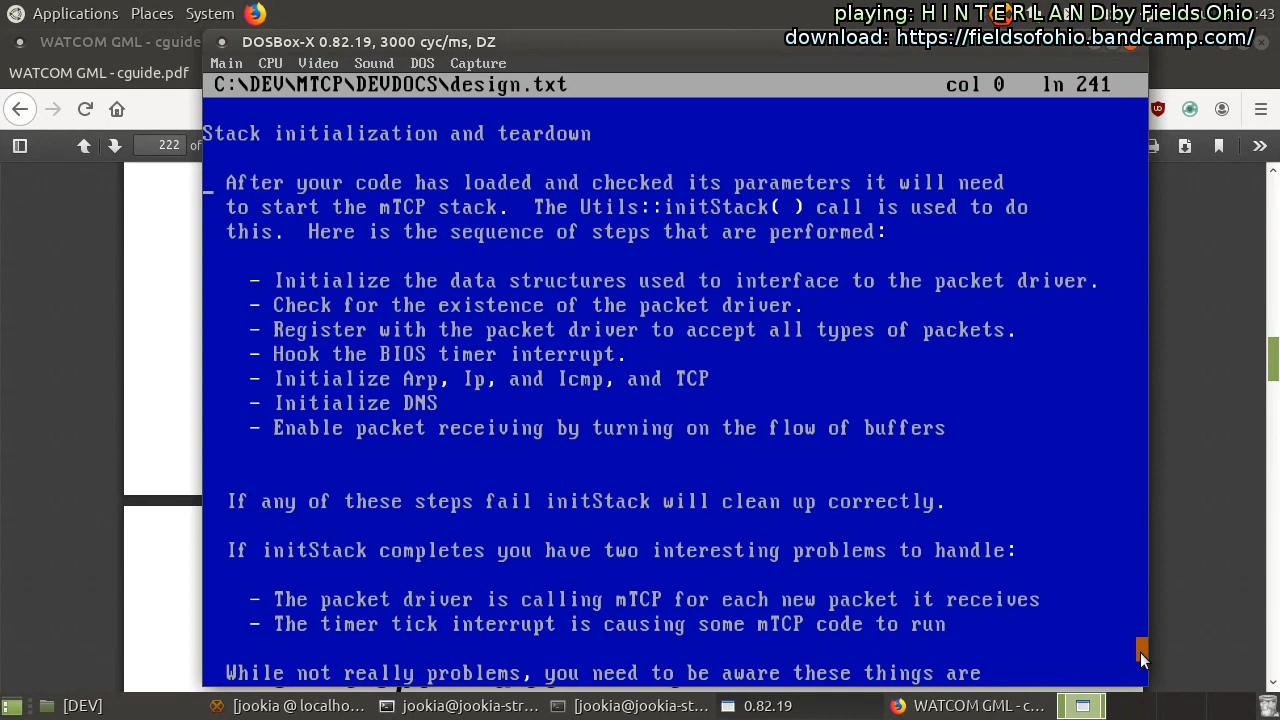 Applications Places System
playing: H I N T E R L A N D by Fields Ohio
:43
download: https://fieldsofohio.bandcamp.com/
WATCOM GML - cguide
DOSBox-X 0.82.19, 3000 cyc/ms, DZ
Main CPU Video Sound DOS Capture
WATCOM GML - cguide.pdf
C:\DEV\MTCP\DEVDOCS\design.txt col 0 ln 241
222 of
Stack initialization and teardown
After your code has loaded and checked its parameters it will need
to start the mTCP stack. The Utils::initStack( ) call is used to do
this. Here is the sequence of steps that are performed:
- Initialize the data structures used to interface to the packet driver.
- Check for the existence of the packet driver.
- Register with the packet driver to accept all types of packets.
- Hook the BIOS timer interrupt.
- Initialize Arp, Ip, and Icmp, and TCP
- Initialize DNS
- Enable packet receiving by turning on the flow of buffers
If any of these steps fail initStack will clean up correctly.
If initStack completes you have two interesting problems to handle:
- The packet driver is calling mTCP for each new packet it receives
- The timer tick interrupt is causing some mTCP code to run
While not really problems, you need to be aware these things are
[DEV] [jookia @ localho... jookia@jookia-str... [jookia@jookia-st... 0.82.19 WATCOM GML - c...